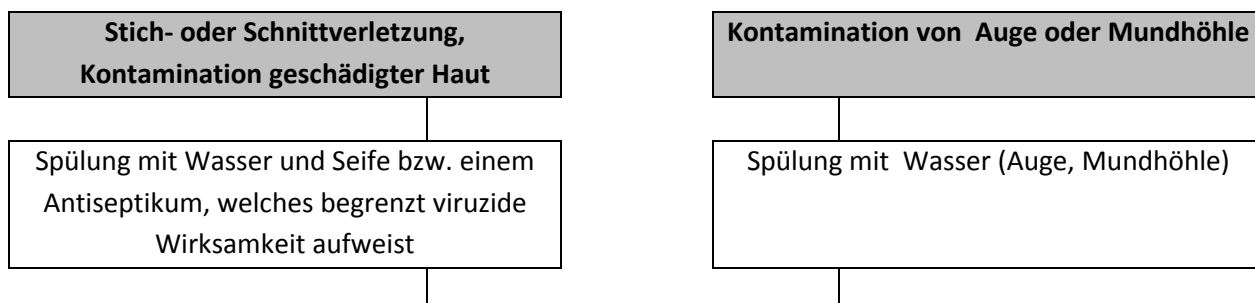 Stich- oder Schnittverletzung,
Kontamination geschädigter Haut
Spülung mit Wasser und Seife bzw. einem
Antiseptikum, welches begrenzt viruzide
Wirksamkeit aufweist
Kontamination von  Auge oder Mundhöhle
Spülung mit  Wasser (Auge, Mundhöhle)